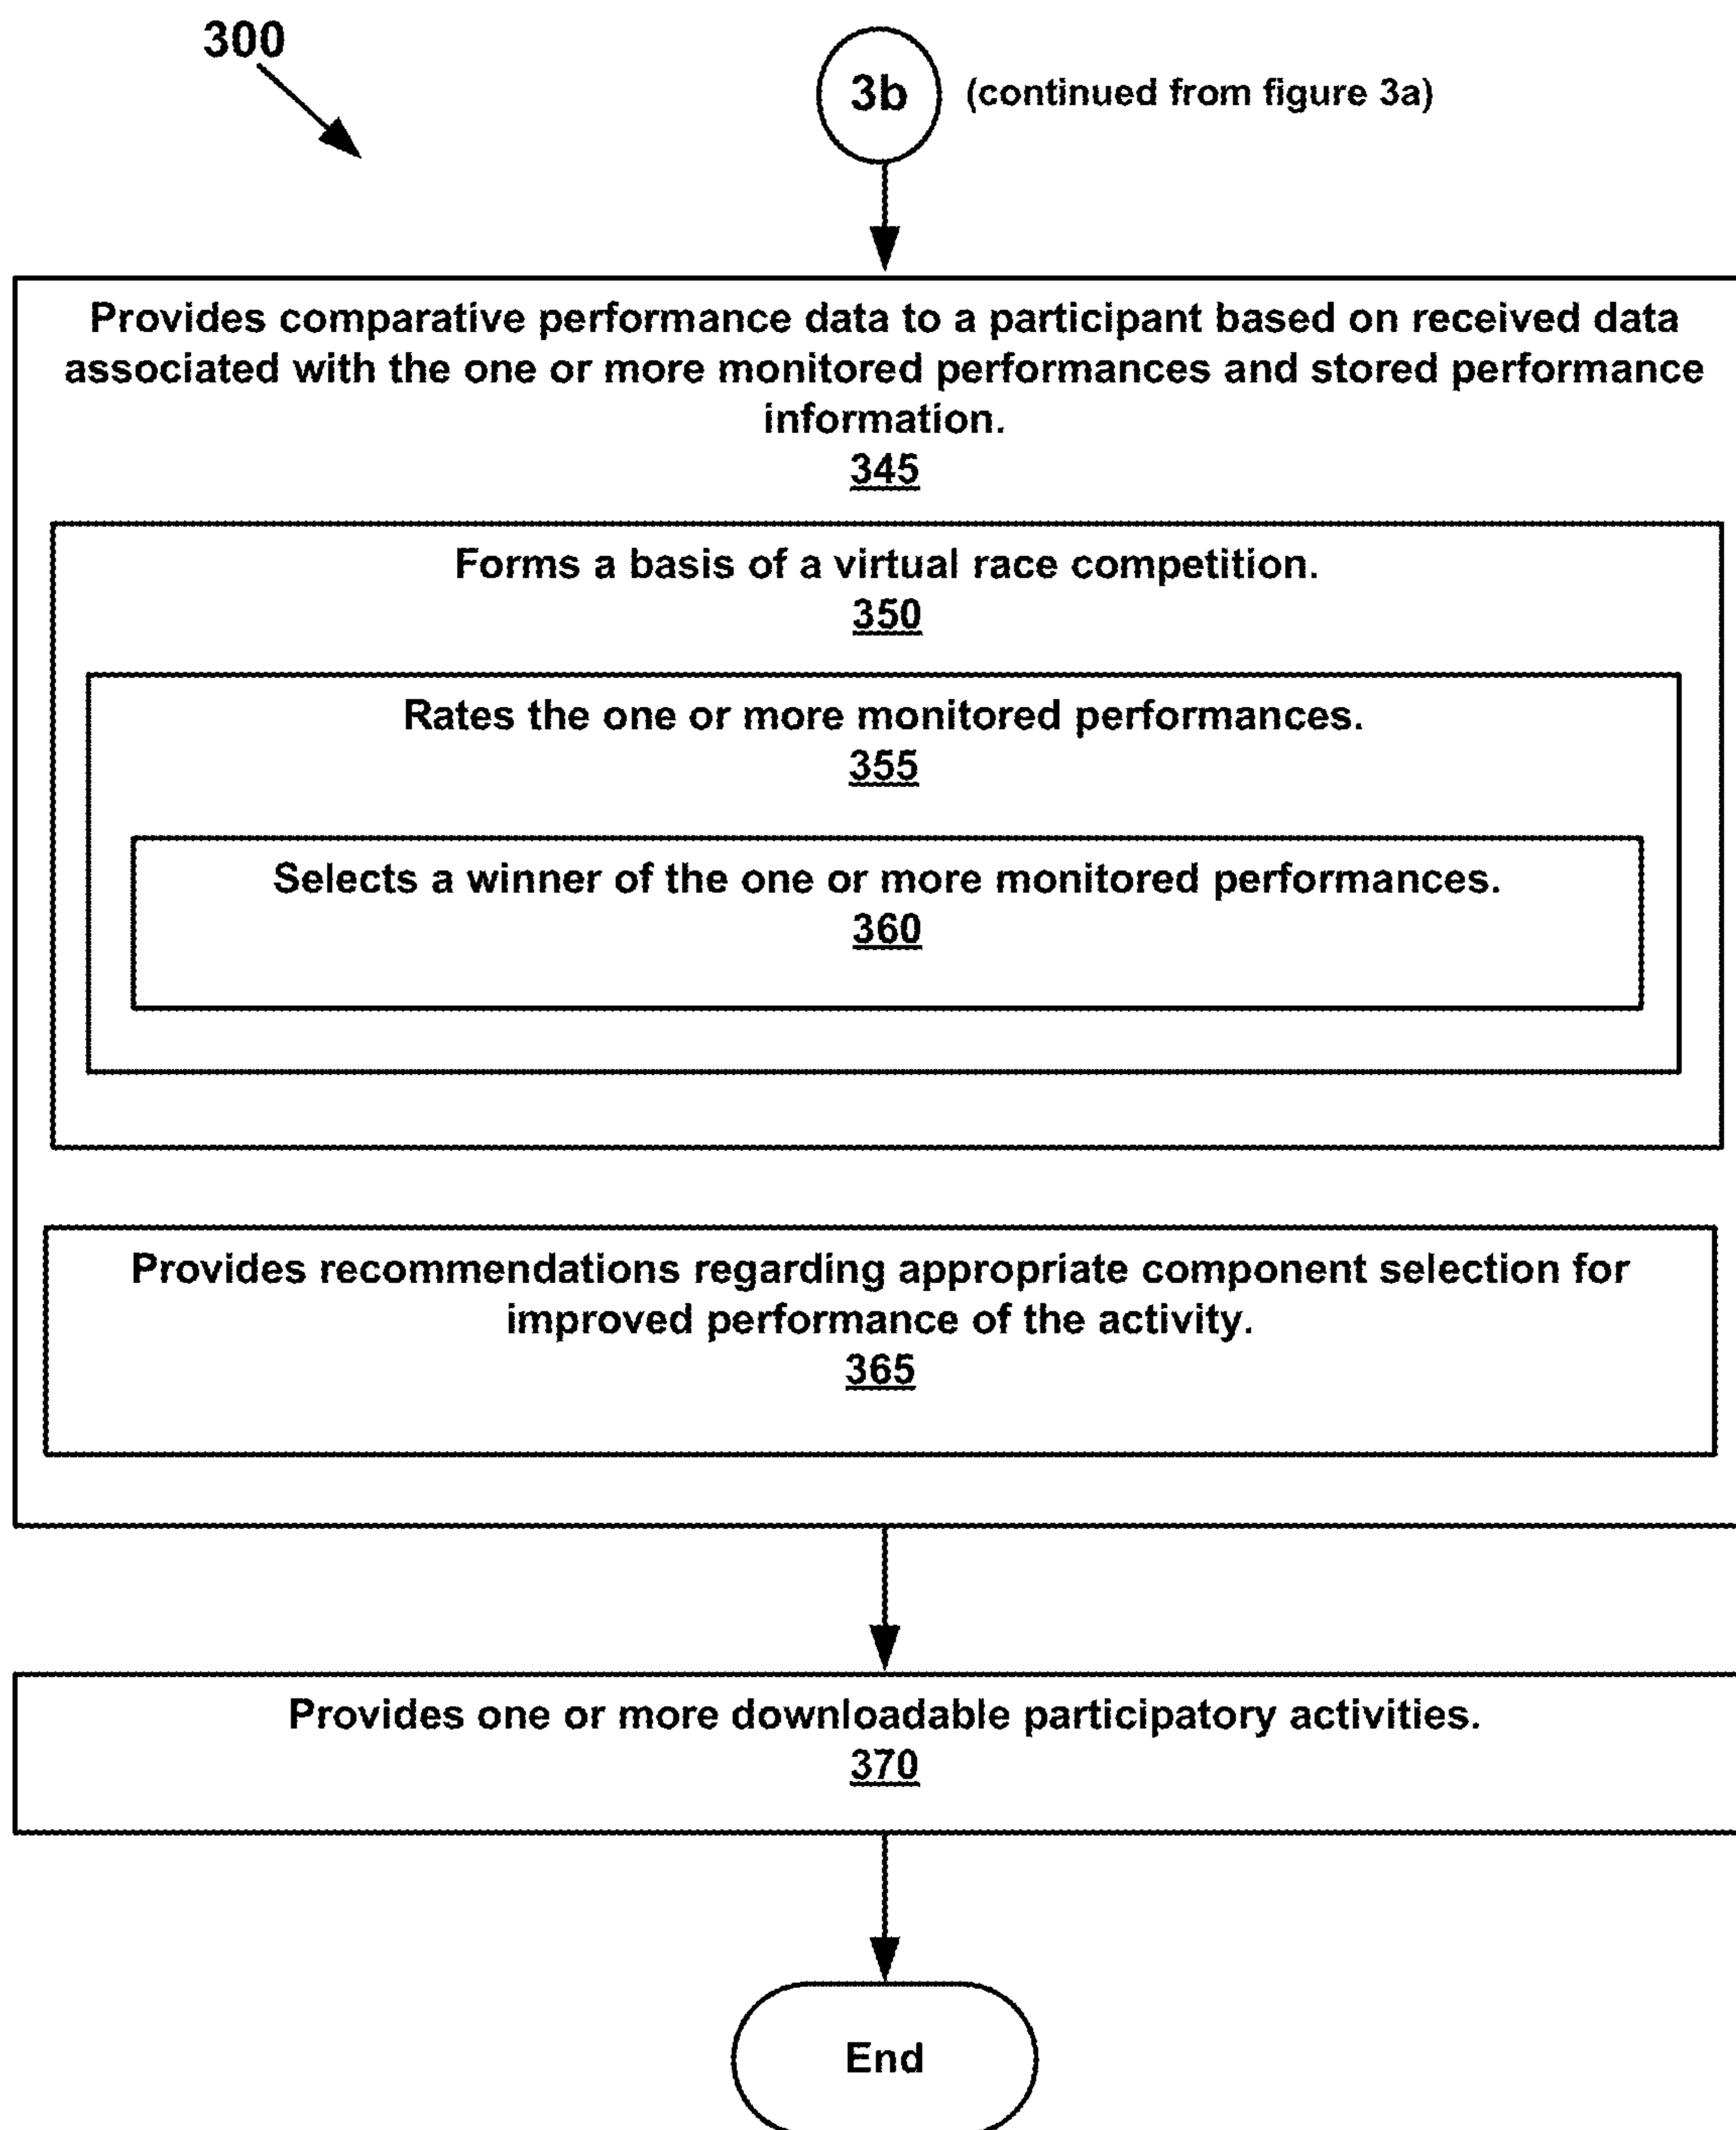 300
3b (continued from figure 3a)
Provides comparative performance data to a participant based on received data
associated with the one or more monitored performances and stored performance
information.
345
Forms a basis of a virtual race competition.
350
Rates the one or more monitored performances.
355
Selects a winner of the one or more monitored performances.
360
Provides recommendations regarding appropriate component selection for
improved performance of the activity.
365
Provides one or more downloadable participatory activities.
370
End